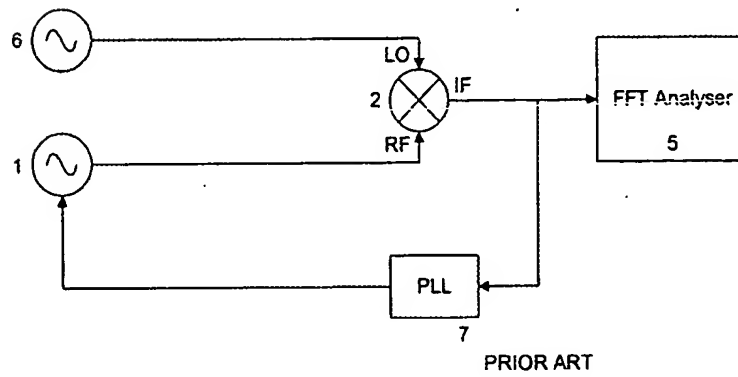 6
LO
2
IF
FFT Analyser
5
RF
1
PLL
7
PRIOR ART